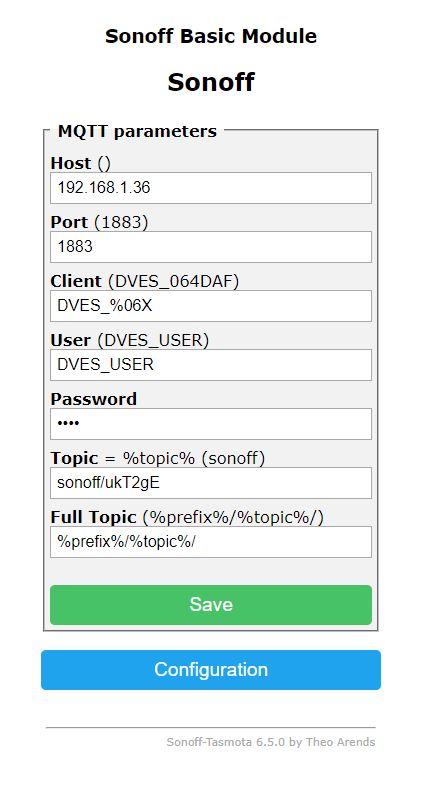 Sonoff Basic Module
Sonoff
MQTT parameters
Host ()
192.168.1.36
Port (1883)
1883
Client (DVES_064DAF)
DVES_%06X
User (DVES_USER)
DVES_USER
Password
••••
Topic = %topic% (sonoff)
sonoff/ukT2gE
Full Topic (%prefix%/%topic%/)
%prefix%/%topic%/
Save
Configuration
Sonoff-Tasmota 6.5.0 by Theo Arends